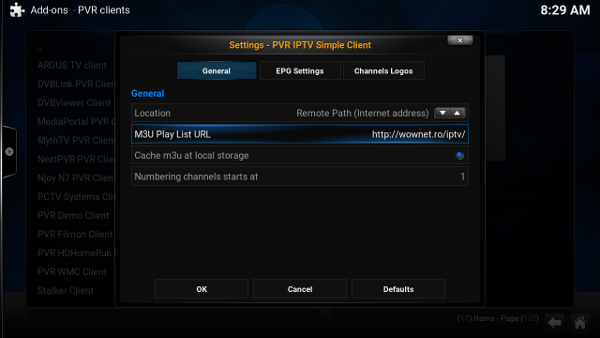 Add-ons - PVR clients
8:29 AM
..
ARGUS TV client
DVBLink PVR Client
DVBViewer Client
MediaPortal PVR C
MythTV PVR Client
NextPVR PVR Client
Njoy N7 PVR Client
PCTV Systems Clie
PVR Demo Client
PVR Filmon Client
PVR HDHomeRun
PVR WMC Client
Stalker Client
Settings - PVR IPTV Simple Client
General
EPG Settings
Channels Logos
General
Location
Remote Path (Internet address)
M3U Play List URL
http://wownet.ro/iptv/
Cache m3u at local storage
Numbering channels starts at
1
OK
Cancel
Defaults
(17) Items - Page (1/2)